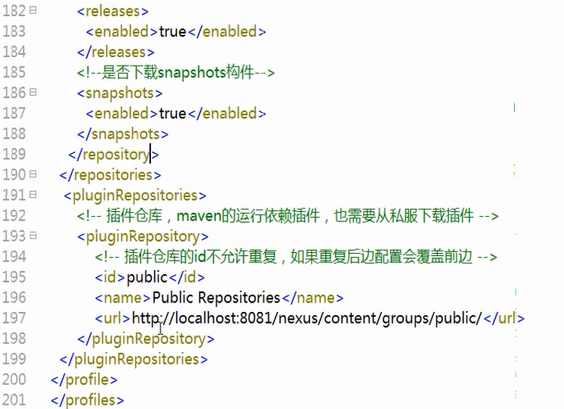 182 <releases>
183 <enabled>true</enabled>
184 </releases>
185 <!--是否下载snapshots构件-->
186 <snapshots>
187 <enabled>true</enabled>
188 </snapshots>
189 </repository>
190 </repositories>
191 <pluginRepositories>
192 <!-- 插件仓库，maven的运行依赖插件，也需要从私服下载插件 -->
193 <pluginRepository>
194 <!-- 插件仓库的id不允许重复，如果重复后边配置会覆盖前边 -->
195 <id>public</id>
196 <name>Public Repositories</name>
197 <url>http://localhost:8081/nexus/content/groups/public/</url>
198 </pluginRepository>
199 </pluginRepositories>
200 </profile>
201 </profiles>